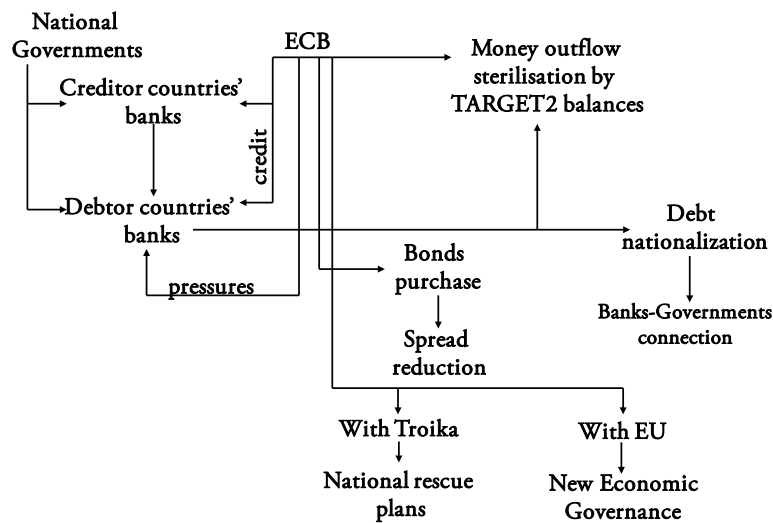 National
Governments
ECB
Money outflow
sterilisation by
TARGET2 balances
Creditor countries’
banks
credit
Debtor countries’
banks
Debt
nationalization
Bonds
purchase
pressures
Banks-Governments
connection
Spread
reduction
With Troika
With EU
National rescue
plans
New Economic
Governance